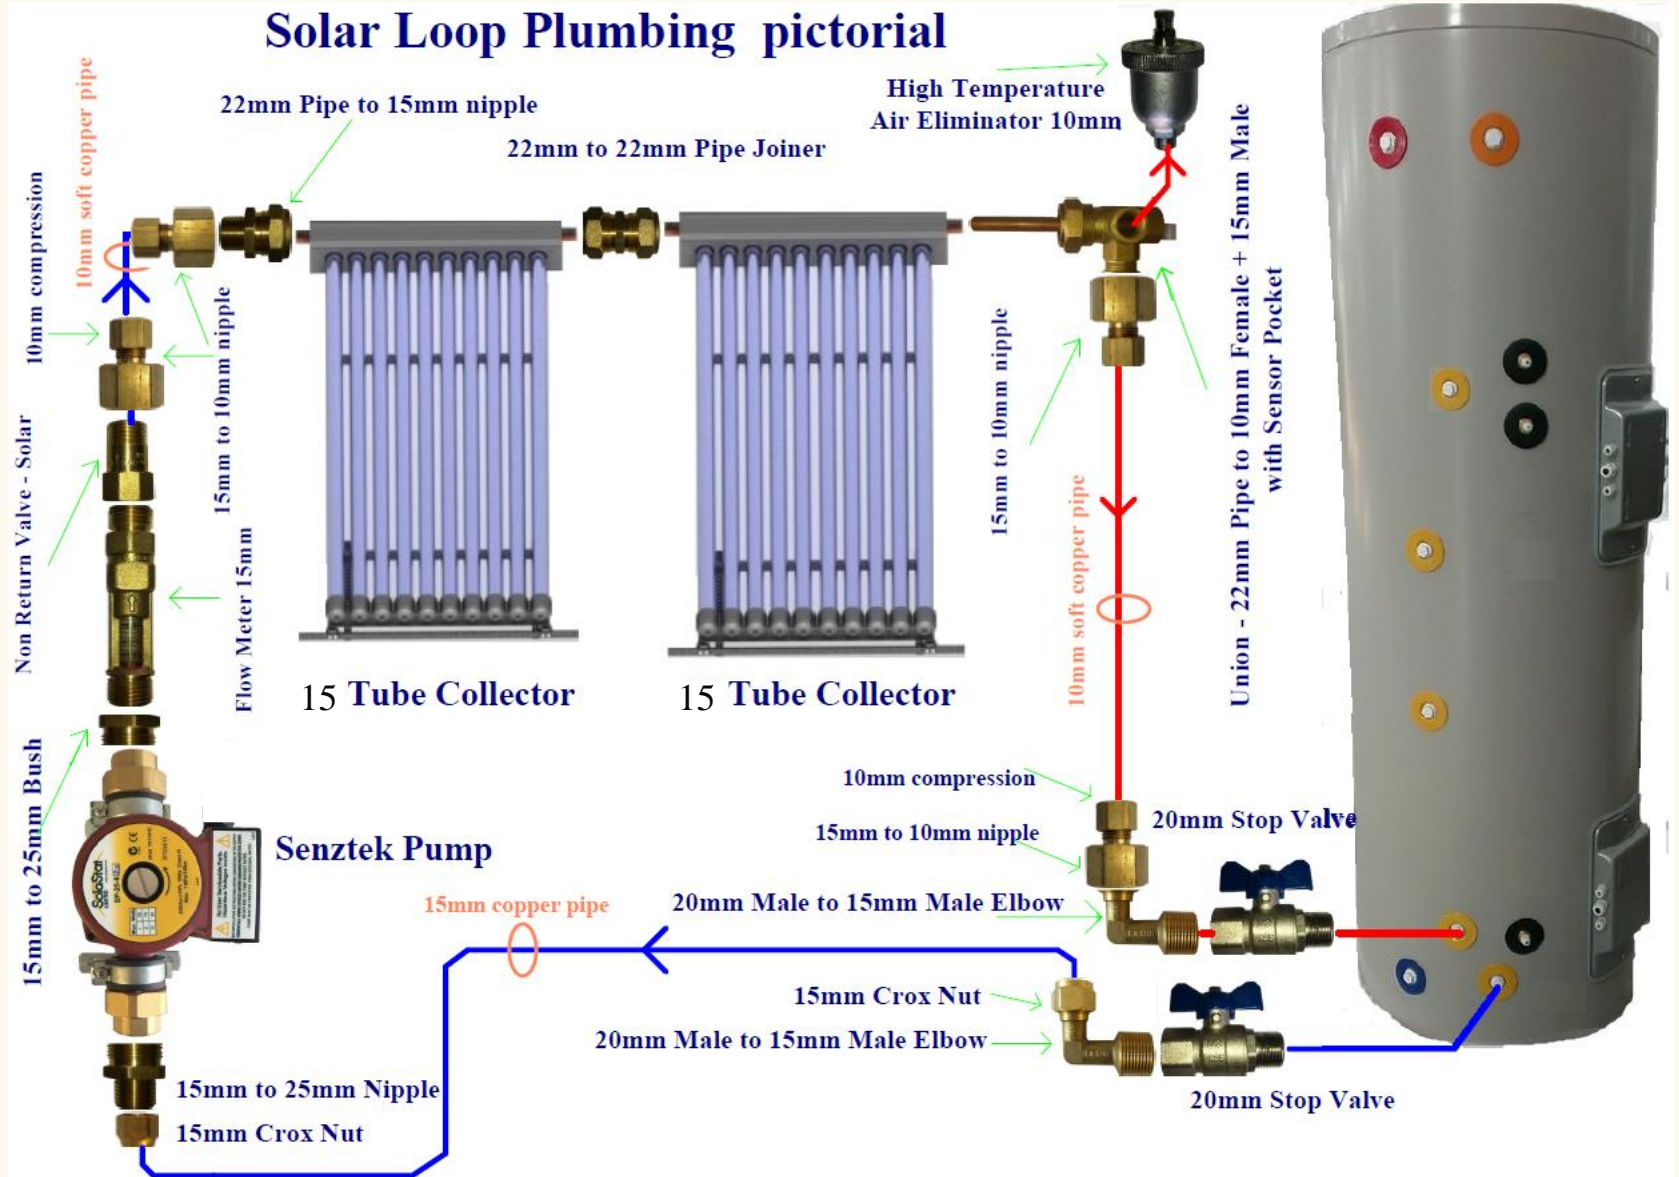 Solar Loop Plumbing pictorial
22mm Pipe to 15mm nipple
22mm to 22mm Pipe Joiner
High Temperature
Air Eliminator 10mm
10mm soft copper pipe
10mm compression
15mm to 10mm nipple
Non Return Valve - Solar
Flow Meter 15mm
15mm to 25mm Bush
15 Tube Collector
15 Tube Collector
15mm to 10mm nipple
10mm soft copper pipe
Union - 22mm Pipe to 10mm Female + 15mm Male
with Sensor Pocket
Senztek Pump
SoloStat
10mm compression
15mm to 10mm nipple
20mm Stop Valve
20mm Male to 15mm Male Elbow
15mm copper pipe
15mm Crox Nut
20mm Male to 15mm Male Elbow
20mm Stop Valve
15mm to 25mm Nipple
15mm Crox Nut